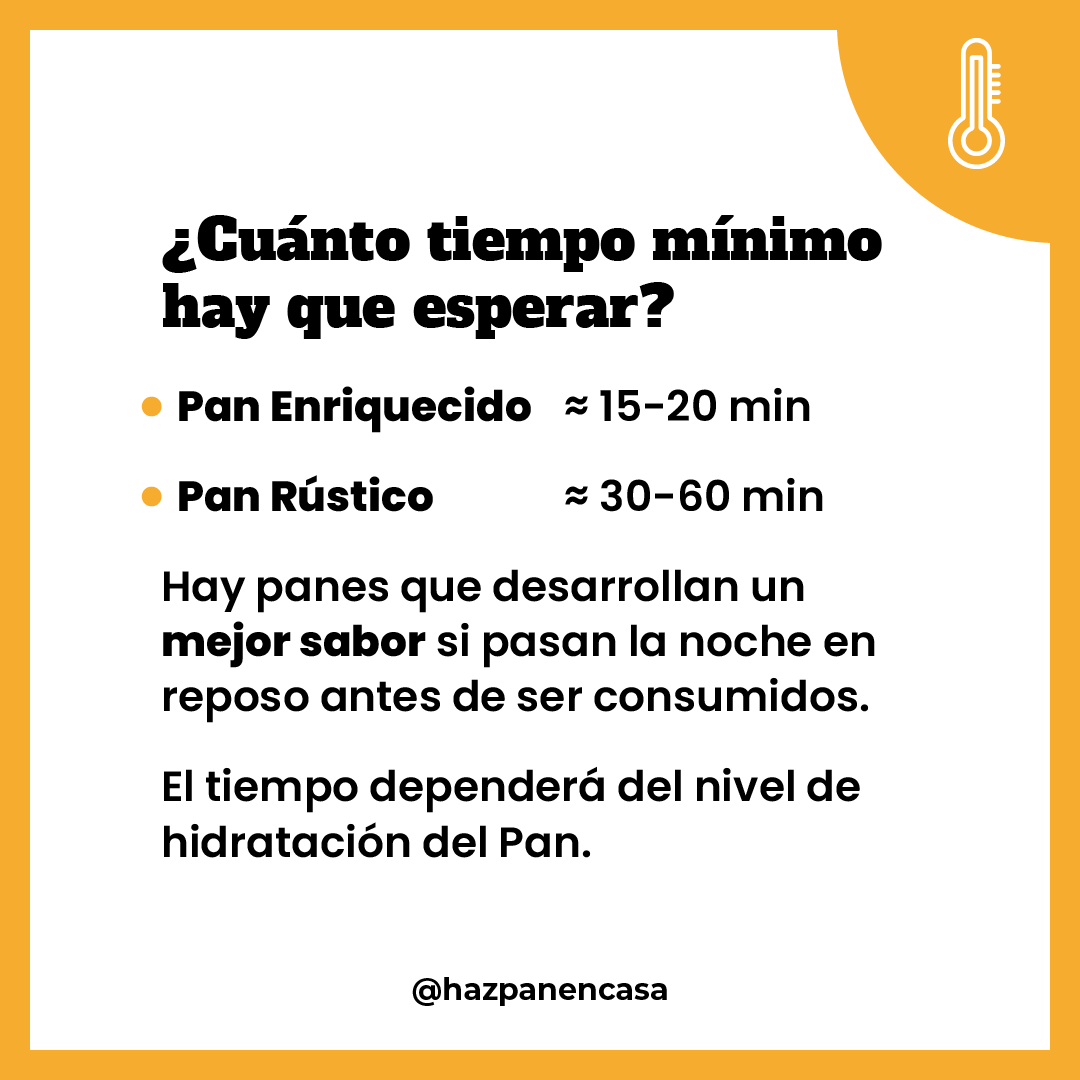 ¿Cuánto tiempo mínimo
hay que esperar?
Pan Enriquecido ≈ 15-20 min
Pan Rústico ≈ 30-60 min
Hay panes que desarrollan un
mejor sabor si pasan la noche en
reposo antes de ser consumidos.
El tiempo dependerá del nivel de
hidratación del Pan.
@hazpanencasa